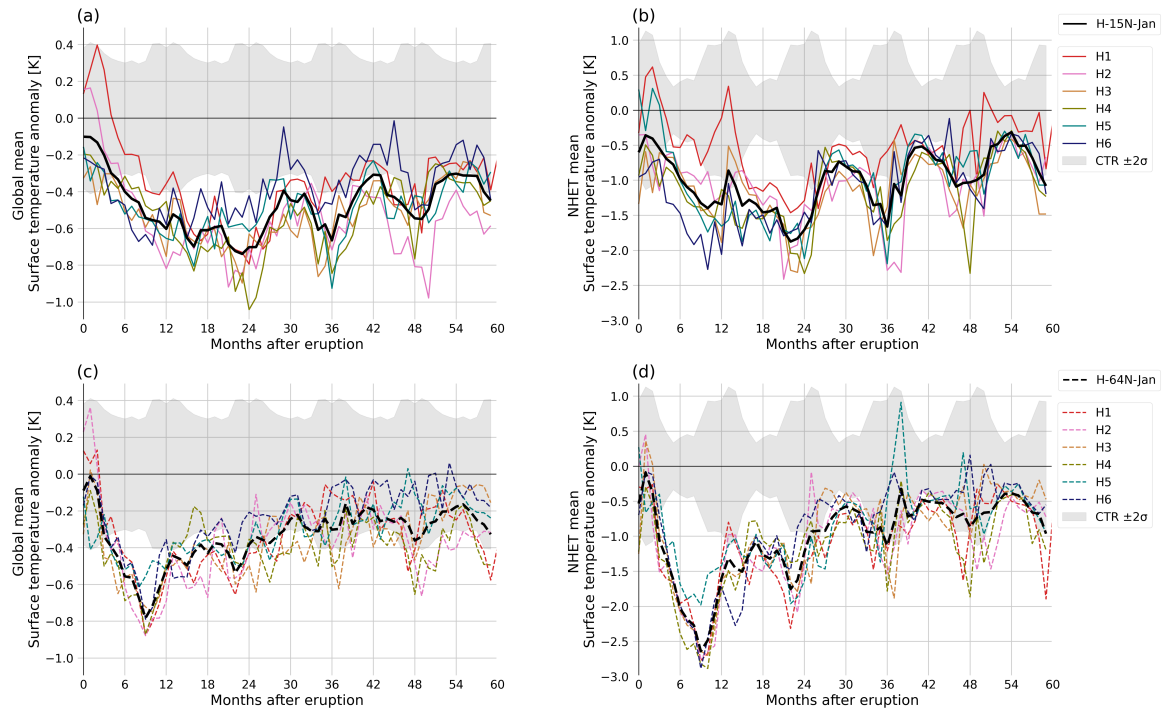 (a)
Global mean
Surface temperature anomaly [K]
0.4
0.2
0.0
−0.2
−0.4
−0.6
−0.8
−1.0
0 6 12 18 24 30 36 42 48 54 60
Months after eruption
(b)
NHET mean
Surface temperature anomaly [K]
1.0
0.5
0.0
−0.5
−1.0
−1.5
−2.0
−2.5
−3.0
0 6 12 18 24 30 36 42 48 54 60
Months after eruption
H-15N-Jan
H1
H2
H3
H4
H5
H6
CTR ±2σ
(c)
Global mean
Surface temperature anomaly [K]
0.4
0.2
0.0
−0.2
−0.4
−0.6
−0.8
−1.0
0 6 12 18 24 30 36 42 48 54 60
Months after eruption
(d)
NHET mean
Surface temperature anomaly [K]
1.0
0.5
0.0
−0.5
−1.0
−1.5
−2.0
−2.5
−3.0
0 6 12 18 24 30 36 42 48 54 60
Months after eruption
H-64N-Jan
H1
H2
H3
H4
H5
H6
CTR ±2σ